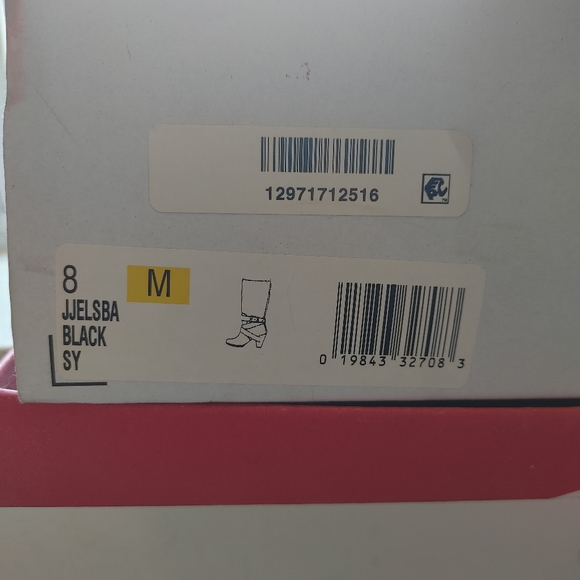 12971712516
8 M
JJELSBA
BLACK
SY
0 19843 32708 3